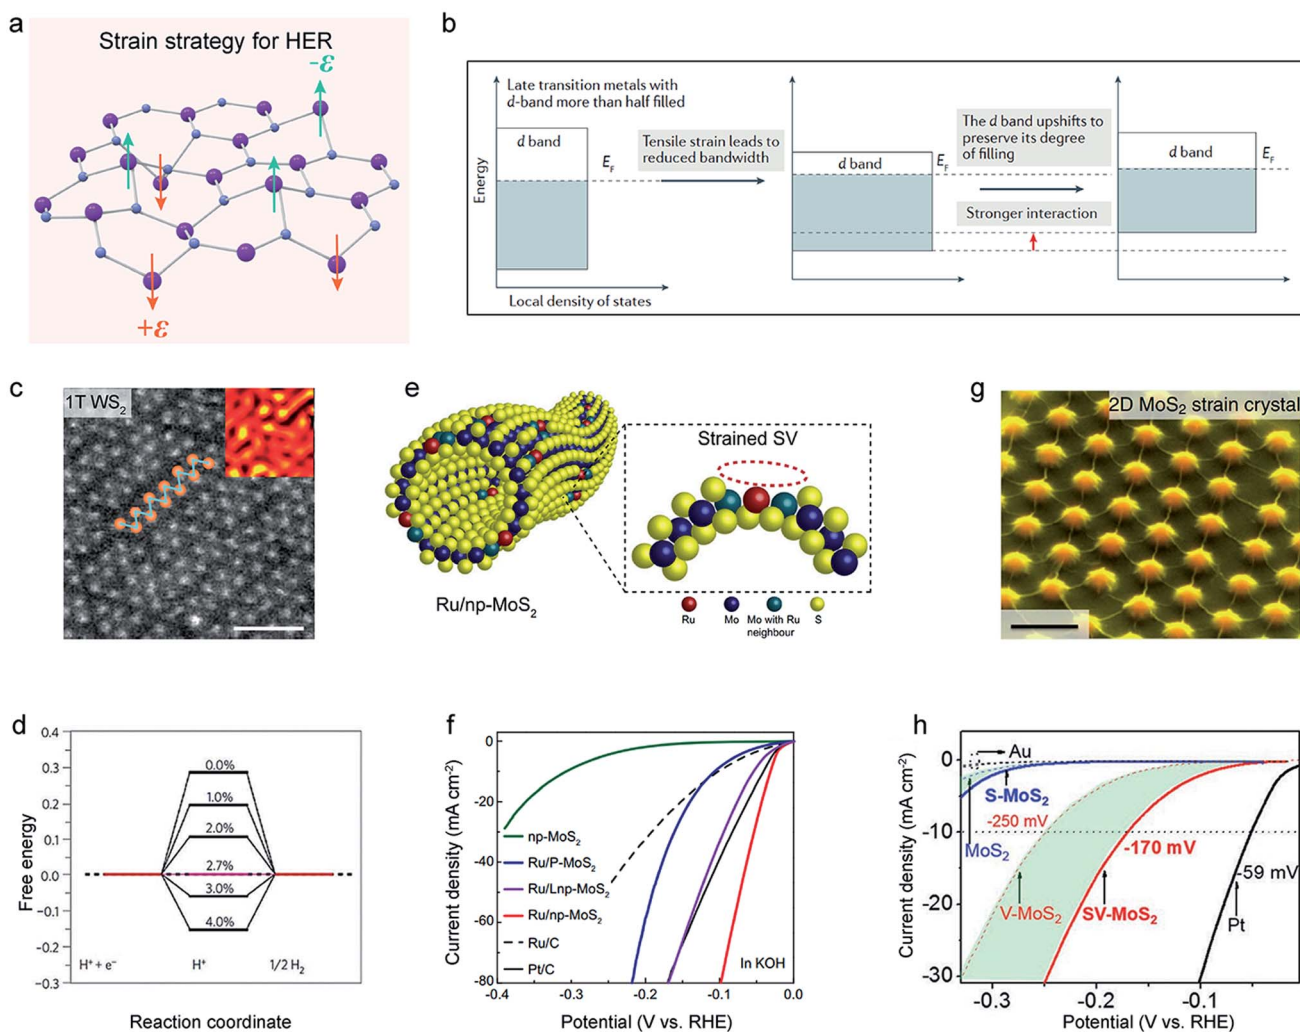 a
Strain strategy for HER
-ε
+ε
b
Late transition metals with
d-band more than half filled
d band
E_F
Energy
Local density of states
Tensile strain leads to
reduced bandwidth
d band
E_F
The d band upshifts to
preserve its degree
of filling
Stronger interaction
d band
E_F
c
1T WS₂
e
Ru/np-MoS₂
Strained SV
Ru
Mo
Mo with Ru
neighbour
S
g
2D MoS₂ strain crystal
d
Free energy
0.4
0.3
0.2
0.1
0.0
−0.1
−0.2
−0.3
0.0%
1.0%
2.0%
2.7%
3.0%
4.0%
H⁺ + e⁻
H*
1/2 H₂
Reaction coordinate
f
Current density (mA cm⁻²)
0
-20
-40
-60
-80
np-MoS₂
Ru/P-MoS₂
Ru/Lnp-MoS₂
Ru/np-MoS₂
Ru/C
Pt/C
In KOH
-0.4
-0.3
-0.2
-0.1
0.0
Potential (V vs. RHE)
h
Current density (mA cm⁻²)
0
-10
-20
-30
Au
S-MoS₂
-250 mV
MoS₂
-170 mV
-59 mV
V-MoS₂
SV-MoS₂
Pt
-0.3
-0.2
-0.1
Potential (V vs. RHE)